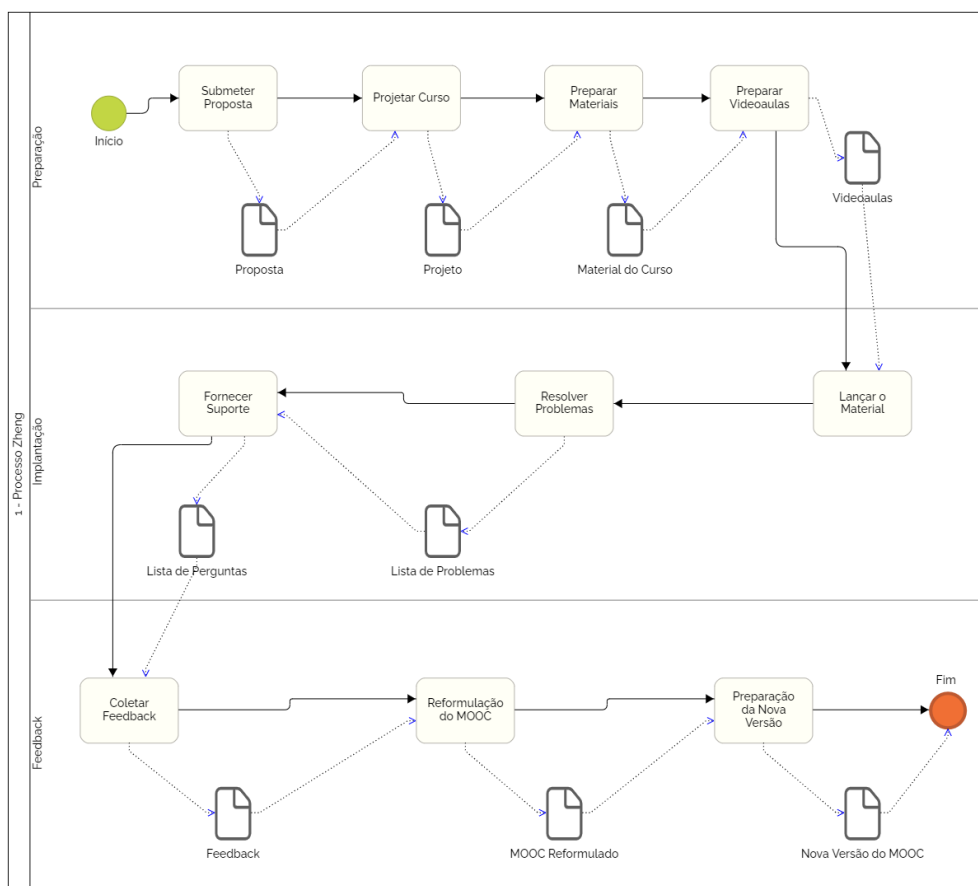 1 - Processo Zheng
Preparação
Início
Submeter
Proposta
Projetar Curso
Preparar
Materiais
Preparar
Videoaulas
Videoaulas
Proposta
Projeto
Material do Curso
Implantação
Fornecer
Suporte
Resolver
Problemas
Lançar o
Material
Lista de Perguntas
Lista de Problemas
Feedback
Coletar
Feedback
Reformulação
do MOOC
Preparação
da Nova
Versão
Fim
Feedback
MOOC Reformulado
Nova Versão do MOOC